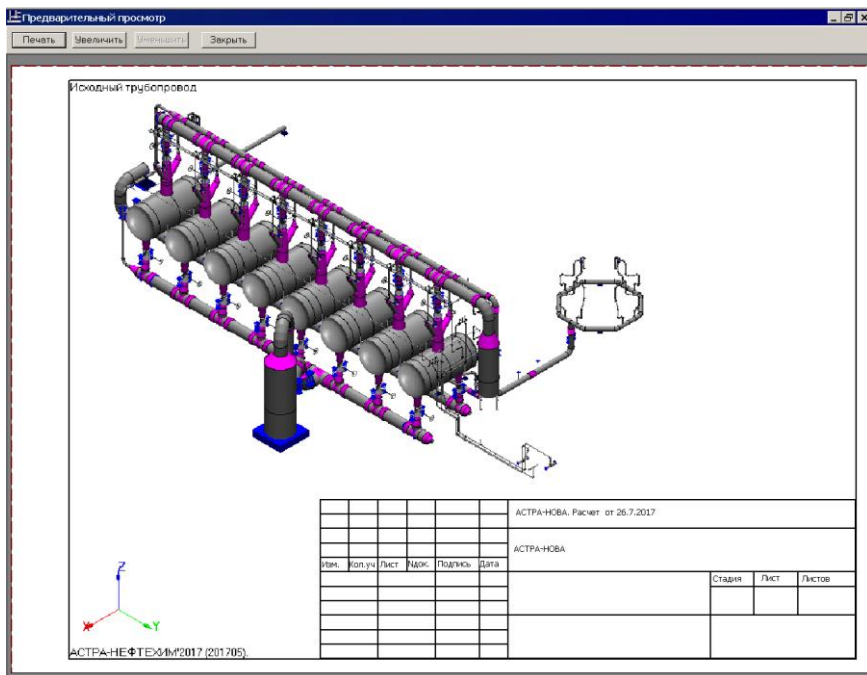 Предварительный просмотр
Печать Увеличить Уменьшить Закрыть
Исходный трубопровод
АСТРА-НОВА. Расчет от 26.7.2017
АСТРА-НОВА
Изм. Кол.уч Лист Nдок. Подпись Дата
Стадия Лист Листов
Z
X Y
АСТРА-НЕФТЕХИМ'2017 (201705).